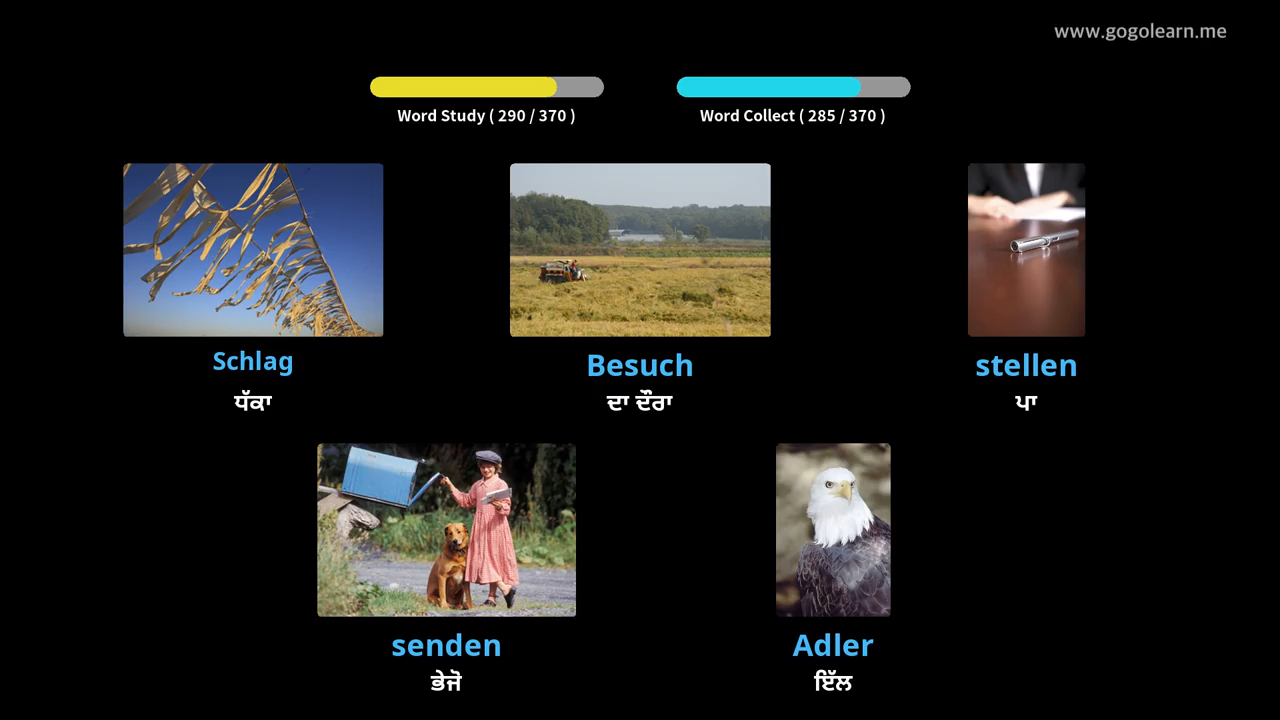 www.gogolearn.me
Word Study ( 290 / 370 )
Word Collect ( 285 / 370 )
Schlag
ਧੱਕਾ
Besuch
ਦਾ ਦੌਰਾ
stellen
ਪਾ
senden
ਭੇਜੋ
Adler
ਇੱਲ